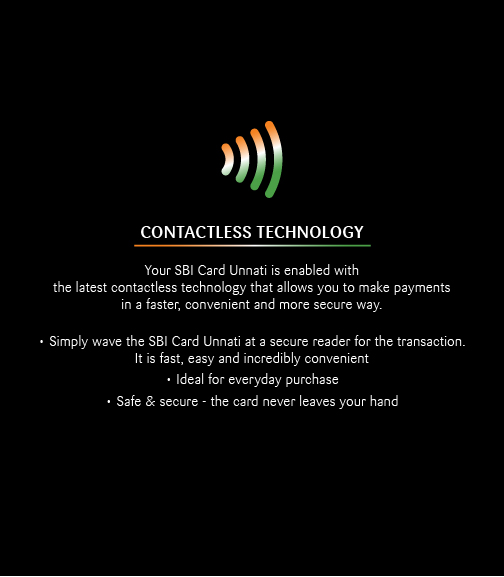 CONTACTLESS TECHNOLOGY
Your SBI Card Unnati is enabled with
the latest contactless technology that allows you to make payments
in a faster, convenient and more secure way.
• Simply wave the SBI Card Unnati at a secure reader for the transaction.
It is fast, easy and incredibly convenient
• Ideal for everyday purchase
• Safe & secure - the card never leaves your hand